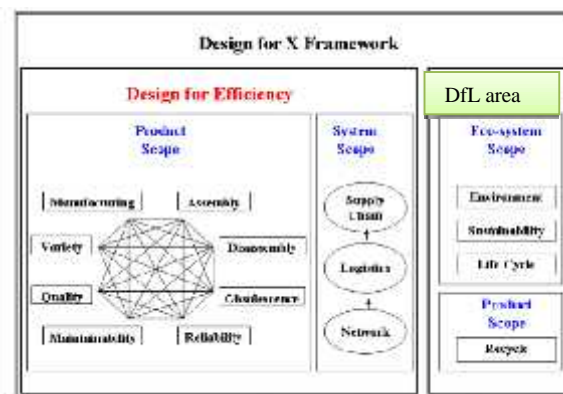 Design for X Framework
Design for Efficiency
DfL area
Product
Scope
System
Scope
Eco-system
Scope
Manufacturing
Assembly
Variety
Disassembly
Quality
Obsolescence
Maintainability
Reliability
Supply
Chain
Logistics
Network
Environment
Sustainability
Life Cycle
Product
Scope
Recycle